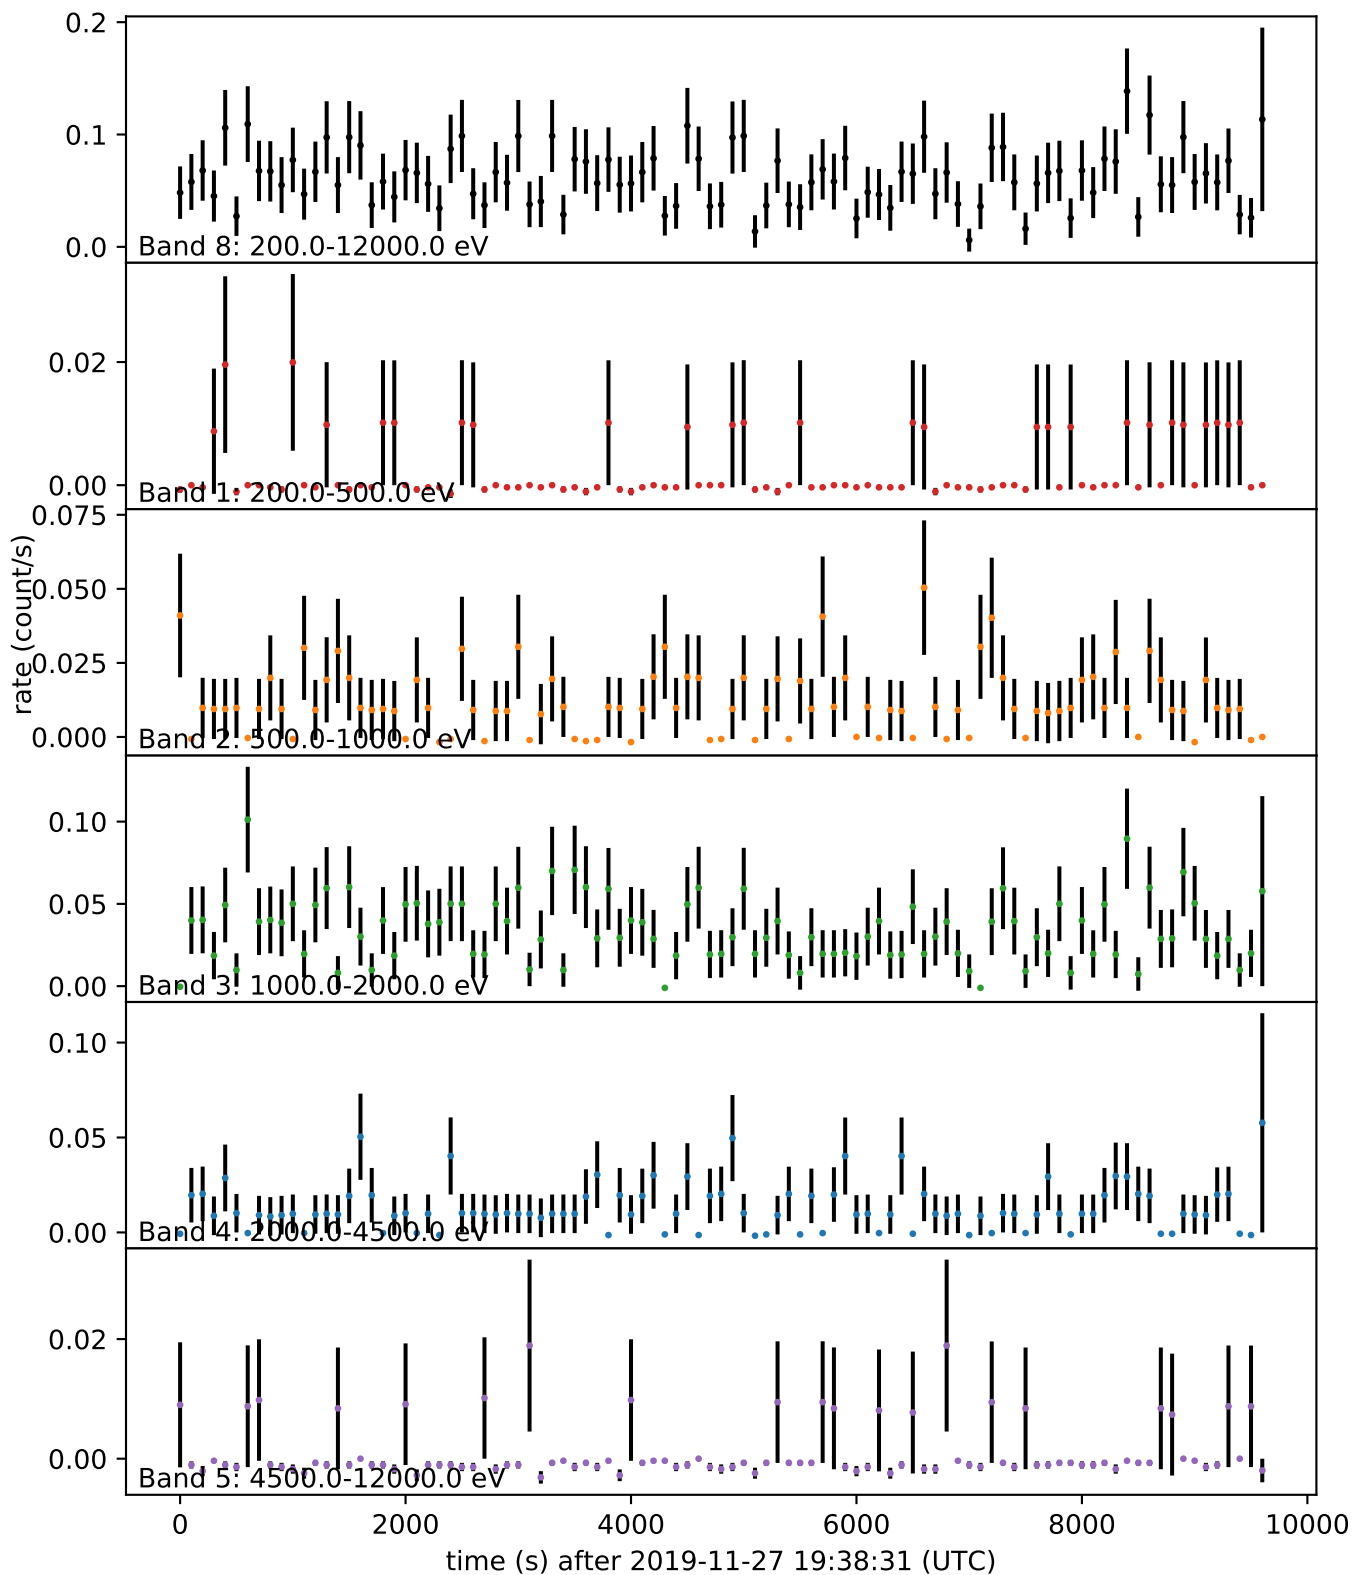 0.2
0.1
0.0
Band 8: 200.0-12000.0 eV
0.02
0.00
Band 1: 200.0-500.0 eV
rate (count/s)
0.075
0.050
0.025
0.000
Band 2: 500.0-1000.0 eV
0.10
0.05
0.00
Band 3: 1000.0-2000.0 eV
0.10
0.05
0.00
Band 4: 2000.0-4500.0 eV
0.02
0.00
Band 5: 4500.0-12000.0 eV
0 2000 4000 6000 8000 10000
time (s) after 2019-11-27 19:38:31 (UTC)